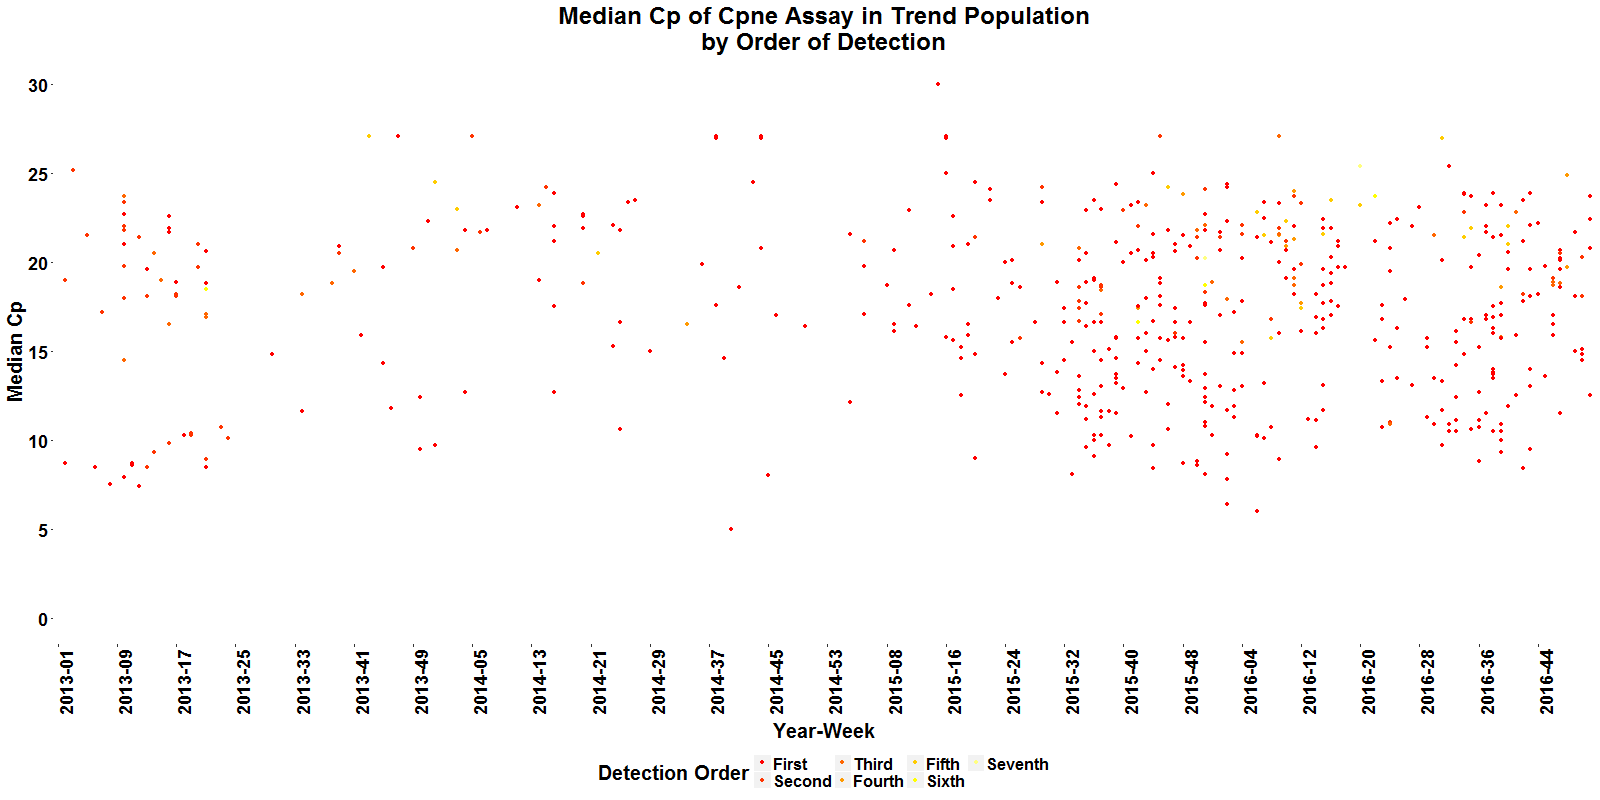 Median Cp of Cpne Assay in Trend Population
by Order of Detection
Median Cp
30
25
20
15
10
5
0
2013-01
2013-09
2013-17
2013-25
2013-33
2013-41
2013-49
2014-05
2014-13
2014-21
2014-29
2014-37
2014-45
2014-53
2015-08
2015-16
2015-24
2015-32
2015-40
2015-48
2016-04
2016-12
2016-20
2016-28
2016-36
2016-44
Year-Week
Detection Order
First
Second
Third
Fourth
Fifth
Sixth
Seventh